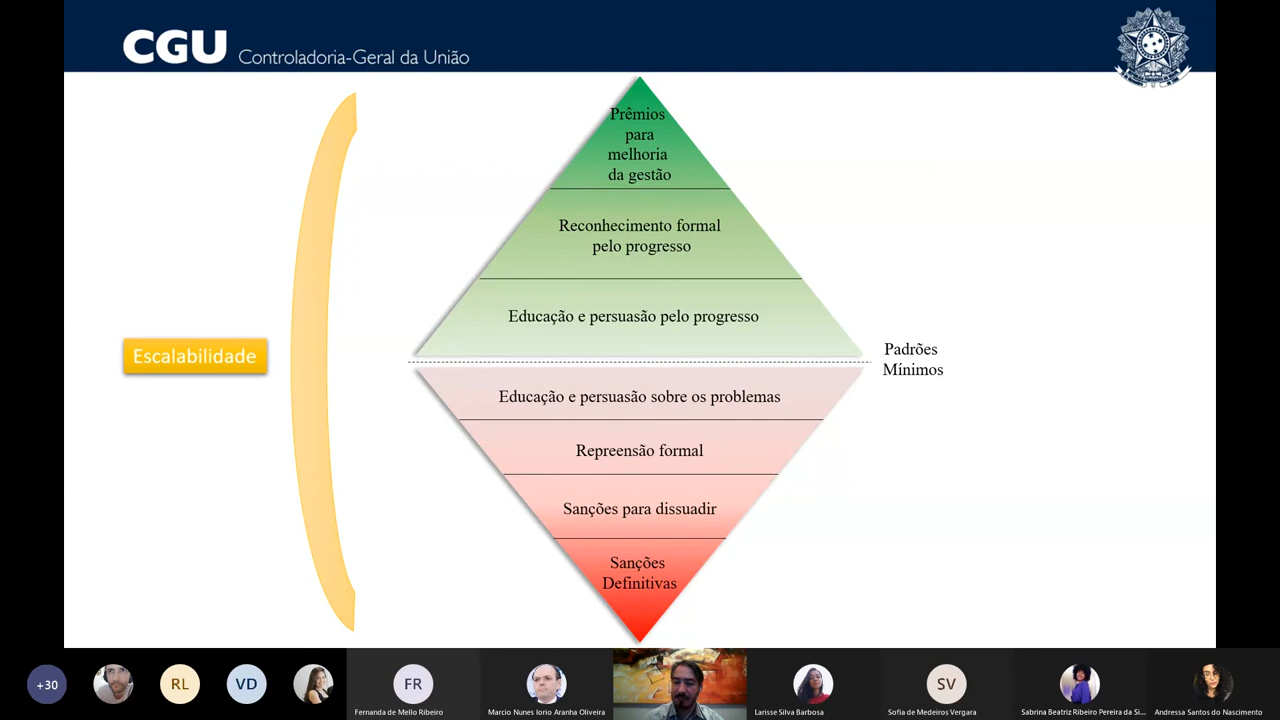 CGU Controladoria-Geral da União
Prêmios
para
melhoria
da gestão
Reconhecimento formal
pelo progresso
Educação e persuasão pelo progresso
Escalabilidade
Padrões
Mínimos
Educação e persuasão sobre os problemas
Repreensão formal
Sanções para dissuadir
Sanções
Definitivas
+30
RL
VD
FR
SV
Fernanda de Mello Ribeiro
Marcio Nunes Iorio Aranha Oliveira
Larisse Silva Barbosa
Sofia de Medeiros Vergara
Sabrina Beatriz Ribeiro Pereira da Si...
Andressa Santos do Nascimento